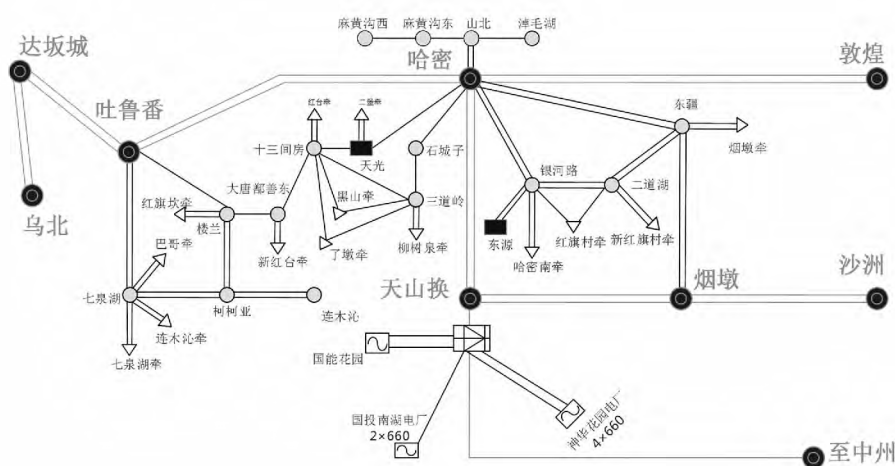 麻黄沟西
麻黄沟东
山北
淖毛湖
达坂城
哈密
敦煌
吐鲁番
红台牵
东疆
十三间房
天光
石城子
烟墩牵
大唐鄯善东
黑山牵
三道岭
银河路
二道湖
红旗坎牵
楼兰
乌北
巴哥牵
新红台牵
了墩牵
柳树泉牵
东源
红旗村牵
新红旗村牵
哈密南牵
七泉湖
柯柯亚
连木沁
天山换
烟墩
沙洲
连木沁牵
七泉湖牵
国能花园
国投南湖电厂
2×660
神华花园电厂
4×660
至中州